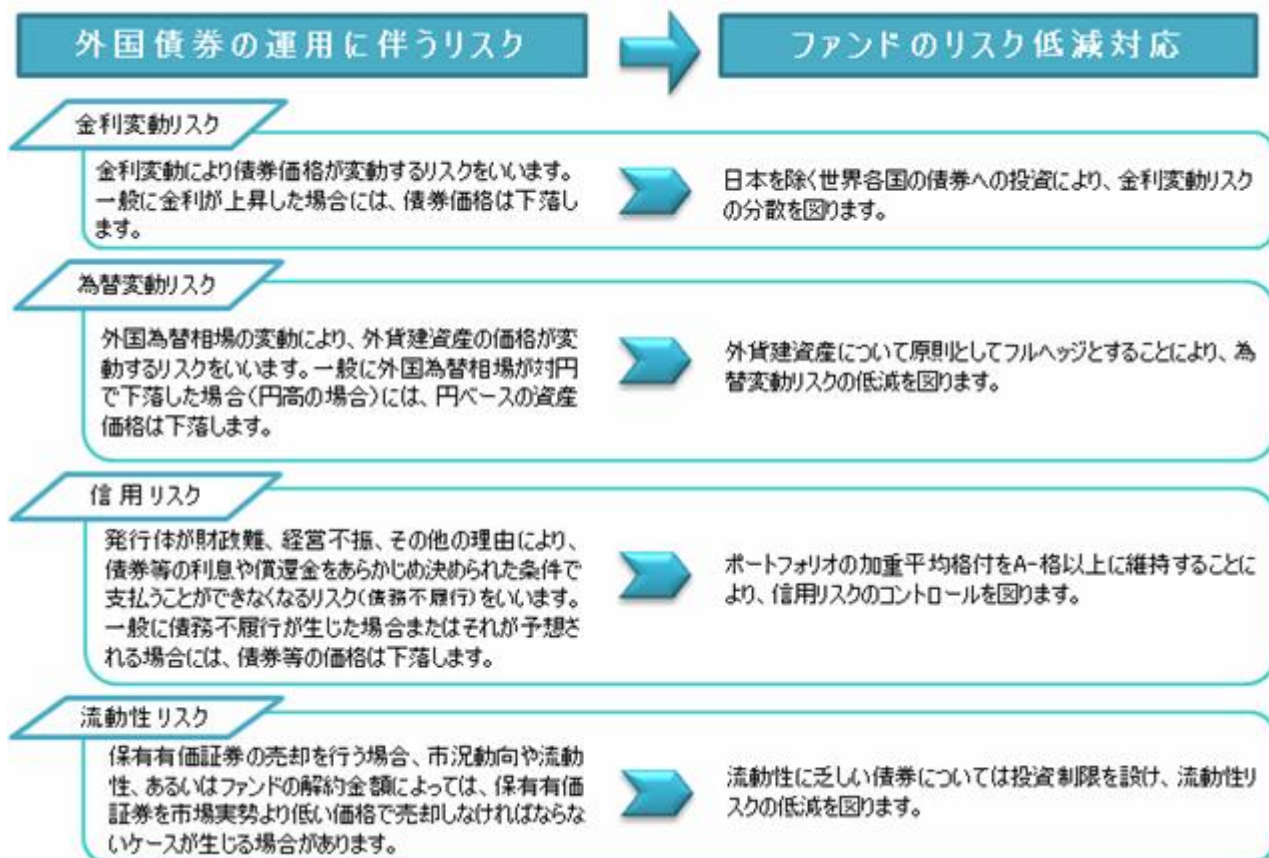 外国債券の運用に伴うリスク
ファンドのリスク低減対応
金利変動リスク
金利変動により債券価格が変動するリスクをいいます。
一般に金利が上昇した場合には、債券価格は下落し
ます。
日本を除く世界各国の債券への投資により、金利変動リスク
の分散を図ります。
為替変動リスク
外国為替相場の変動により、外貨建資産の価格が変
動するリスクをいいます。一般に外国為替相場が対円
で下落した場合(円高の場合)には、円ベースの資産
価格は下落します。
外貨建資産について原則としてフルヘッジとすることにより、為
替変動リスクの低減を図ります。
信用リスク
発行体が財政難、経営不振、その他の理由により、
債券等の利息や償還金をあらかじめ決められた条件で
支払うことができなくなるリスク(債務不履行)をいいます。
一般に債務不履行が生じた場合またはそれが予想さ
れる場合には、債券等の価格は下落します。
ポートフォリオの加重平均格付をA-格以上に維持することに
より、信用リスクのコントロールを図ります。
流動性リスク
保有有価証券の売却を行う場合、市況動向や流動
性、あるいはファンドの解約金額によっては、保有有価
証券を市場実勢より低い価格で売却しなければならな
いケースが生じる場合があります。
流動性に乏しい債券については投資制限を設け、流動性リ
スクの低減を図ります。